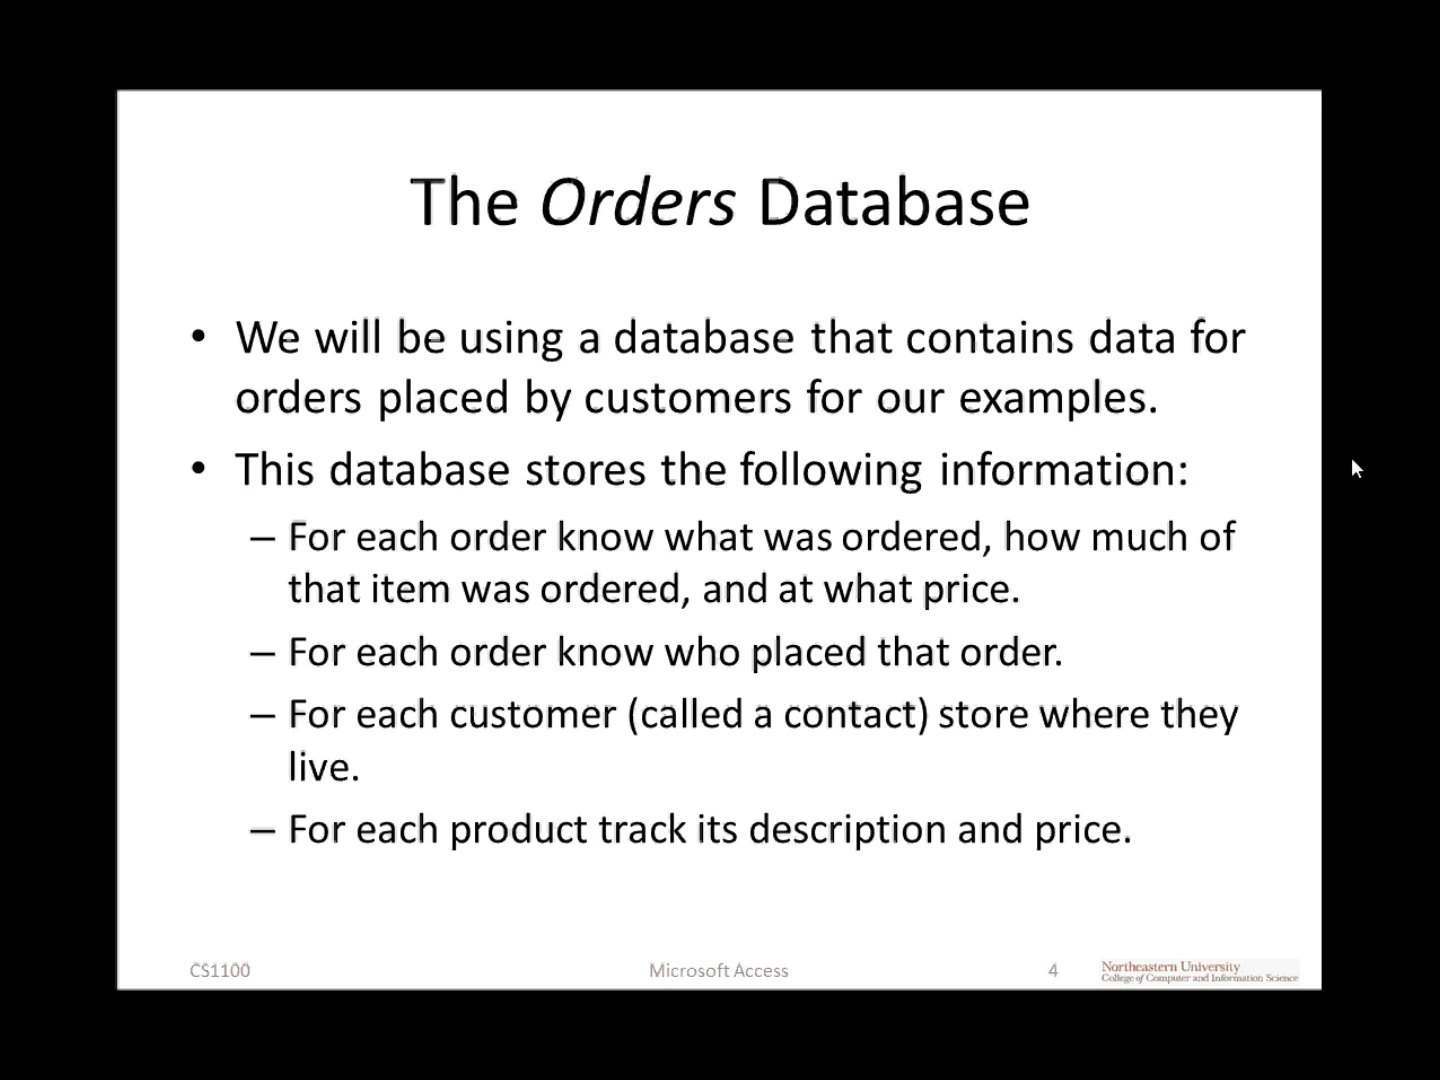 The Orders Database
• We will be using a database that contains data for
orders placed by customers for our examples.
• This database stores the following information:
– For each order know what was ordered, how much of
that item was ordered, and at what price.
– For each order know who placed that order.
– For each customer (called a contact) store where they
live.
– For each product track its description and price.
CS1100
Microsoft Access
4
Northeastern University
College of Computer and Information Science